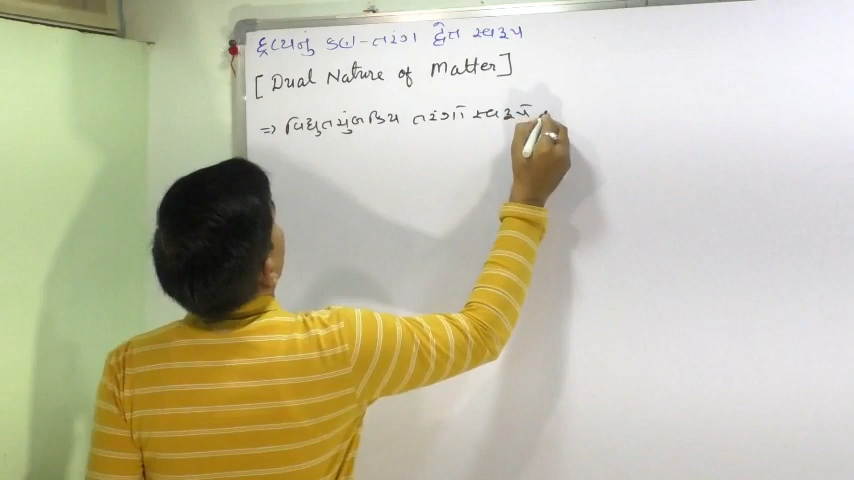 દ્રવ્યનું કણ-તરંગ દ્વૈત સ્વરૂપ
[Dual Nature of Matter]
⇒ વિદ્યુતચુંબકિય તરંગો સ્વરૂપે